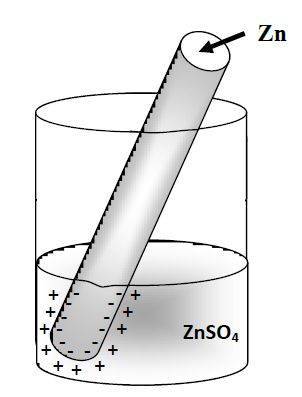 Zn
+ - - +
+ - - +
+ - - +
+ - - +
+ + +
ZnSO₄